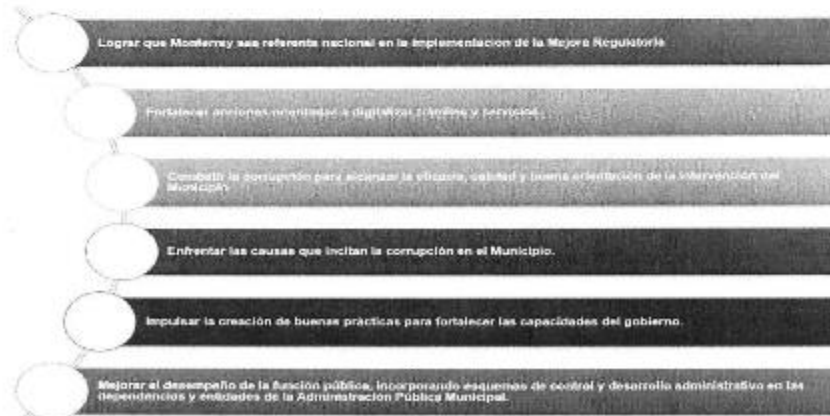 Lograr que Monterrey sea referente nacional en la implementación de la Mejora Regulatoria
Fortalecer acciones orientadas a digitalizar trámites y servicios.
Combatir la corrupción para alcanzar la eficacia, calidad y buena orientación de la intervención del
Municipio
Enfrentar las causas que incitan la corrupción en el Municipio.
Impulsar la creación de buenas prácticas para fortalecer las capacidades del gobierno.
Mejorar el desempeño de la función pública, incorporando esquemas de control y desarrollo administrativo en las
dependencias y entidades de la Administración Pública Municipal.